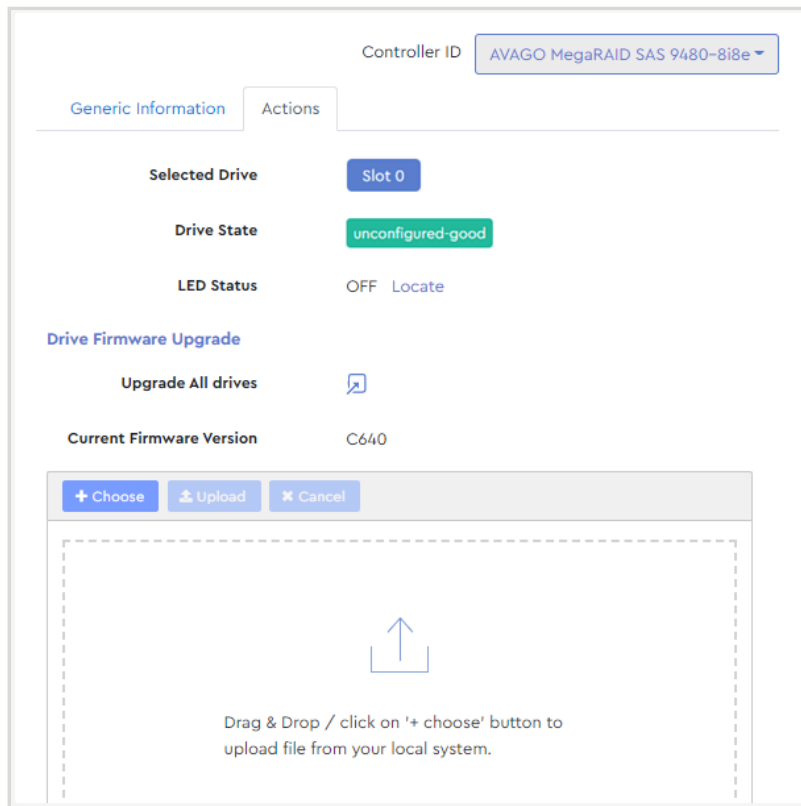 Controller ID AVAGO MegaRAID SAS 9480-8i8e
Generic Information Actions
Selected Drive Slot 0
Drive State unconfigured-good
LED Status OFF Locate
Drive Firmware Upgrade
Upgrade All drives
Current Firmware Version C640
+ Choose Upload × Cancel
Drag & Drop / click on '+ choose' button to
upload file from your local system.